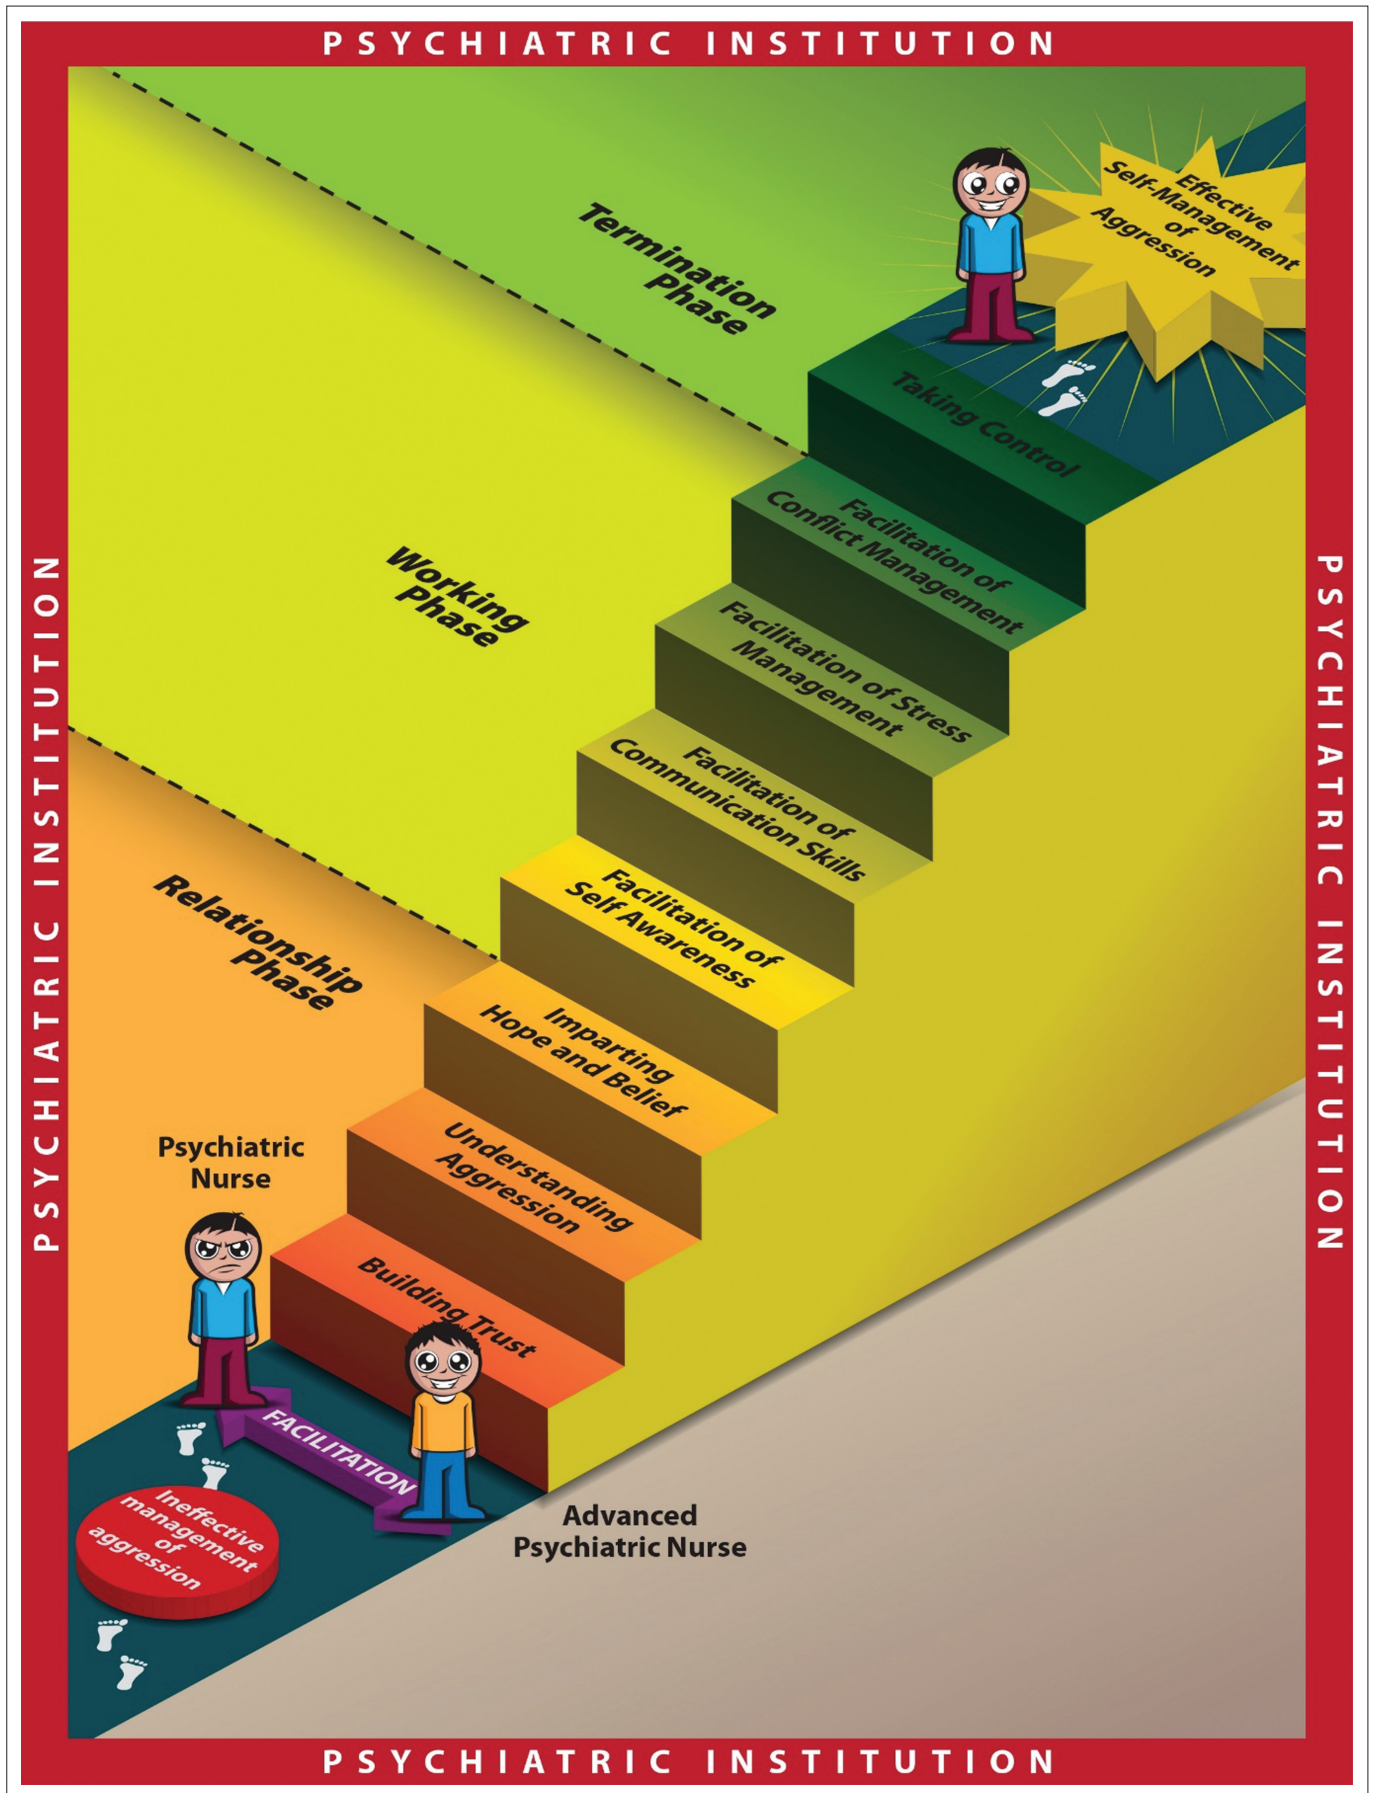 PSYCHIATRIC INSTITUTION
PSYCHIATRIC INSTITUTION
PSYCHIATRIC INSTITUTION
Effective
Self-Management
of
Aggression
Termination
Phase
Taking Control
Facilitation of
Conflict Management
Working
Phase
Facilitation of Stress
Management
Facilitation of
Communication Skills
Facilitation of
Self Awareness
Relationship
Phase
Imparting
Hope and Belief
Understanding
Aggression
Psychiatric
Nurse
Building Trust
FACILITATION
Ineffective
management
of
aggression
Advanced
Psychiatric Nurse
PSYCHIATRIC INSTITUTION